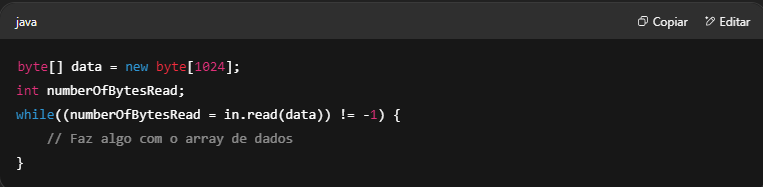 java
Copiar Editar
byte[] data = new byte[1024];
int numberOfBytesRead;
while((numberOfBytesRead = in.read(data)) != -1) {
    // Faz algo com o array de dados
}